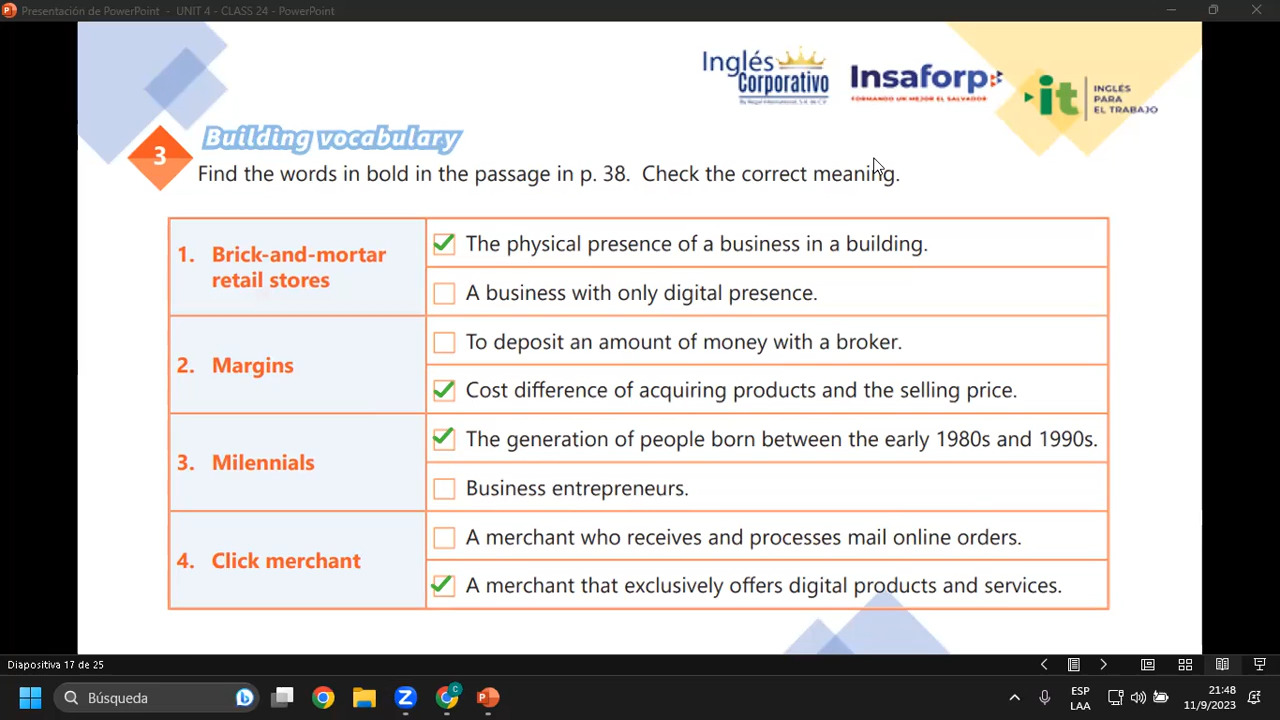 Presentación de PowerPoint - UNIT 4 - CLASS 24 - PowerPoint
Inglés
Corporativo
Insaforp
FORMANDO UN MEJOR EL SALVADOR
it
INGLÉS
PARA
EL TRABAJO
3
Building vocabulary
Find the words in bold in the passage in p. 38. Check the correct meaning.
1. Brick-and-mortar
retail stores
The physical presence of a business in a building.
A business with only digital presence.
2. Margins
To deposit an amount of money with a broker.
Cost difference of acquiring products and the selling price.
3. Milennials
The generation of people born between the early 1980s and 1990s.
Business entrepreneurs.
4. Click merchant
A merchant who receives and processes mail online orders.
A merchant that exclusively offers digital products and services.
Diapositiva 17 de 25
Búsqueda
ESP
LAA
21:48
11/9/2023